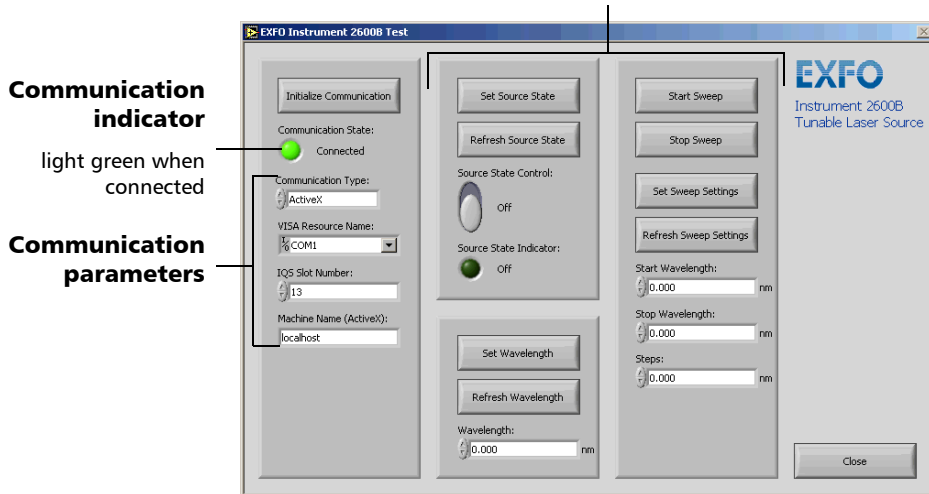 EXFO Instrument 2600B Test
Communication
indicator
light green when
connected
Communication
parameters
Initialize Communication
Communication State:
Connected
Communication Type:
ActiveX
VISA Resource Name:
COM1
IQS Slot Number:
13
Machine Name (ActiveX):
localhost
Set Source State
Refresh Source State
Source State Control:
Off
Source State Indicator:
Off
Set Wavelength
Refresh Wavelength
Wavelength:
0.000 nm
Start Sweep
Stop Sweep
Set Sweep Settings
Refresh Sweep Settings
Start Wavelength:
0.000 nm
Stop Wavelength:
0.000 nm
Steps:
0.000 nm
EXFO
Instrument 2600B
Tunable Laser Source
Close